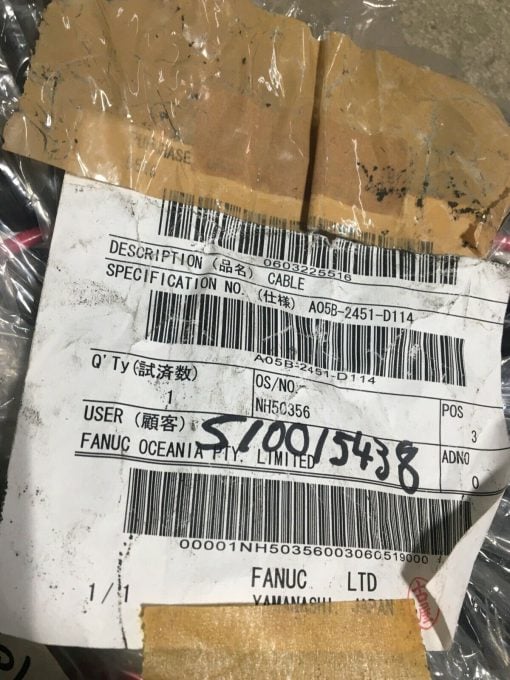 PURCHASE
0603225516
DESCRIPTION (品名) CABLE
SPECIFICATION NO. (仕様) A05B-2451-D114
A05B-2451-D114
Q'Ty(試済数) OS/NO. POS
1 NH50356 3
USER (顧客) S10015438 ADNO
FANUC OCEANIA PTY. LIMITED 0
00001NH50356003060519000
1/1 FANUC LTD
YAMANASHI JAPAN